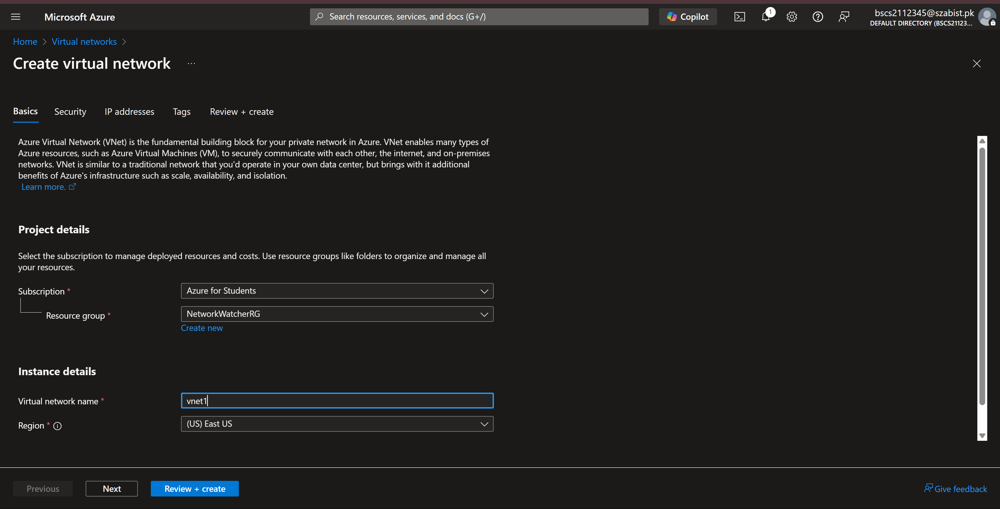 Microsoft Azure
Search resources, services, and docs (G+/)
Copilot
1
bscs2112345@szabist.pk
DEFAULT DIRECTORY (BSCS21123...
Home
Virtual networks
Create virtual network
...
Basics
Security
IP addresses
Tags
Review + create
Azure Virtual Network (VNet) is the fundamental building block for your private network in Azure. VNet enables many types of
Azure resources, such as Azure Virtual Machines (VM), to securely communicate with each other, the internet, and on-premises
networks. VNet is similar to a traditional network that you'd operate in your own data center, but brings with it additional
benefits of Azure's infrastructure such as scale, availability, and isolation.
Learn more.
Project details
Select the subscription to manage deployed resources and costs. Use resource groups like folders to organize and manage all
your resources.
Subscription *
Azure for Students
Resource group *
NetworkWatcherRG
Create new
Instance details
Virtual network name *
vnet1
Region *
(US) East US
Previous
Next
Review + create
Give feedback